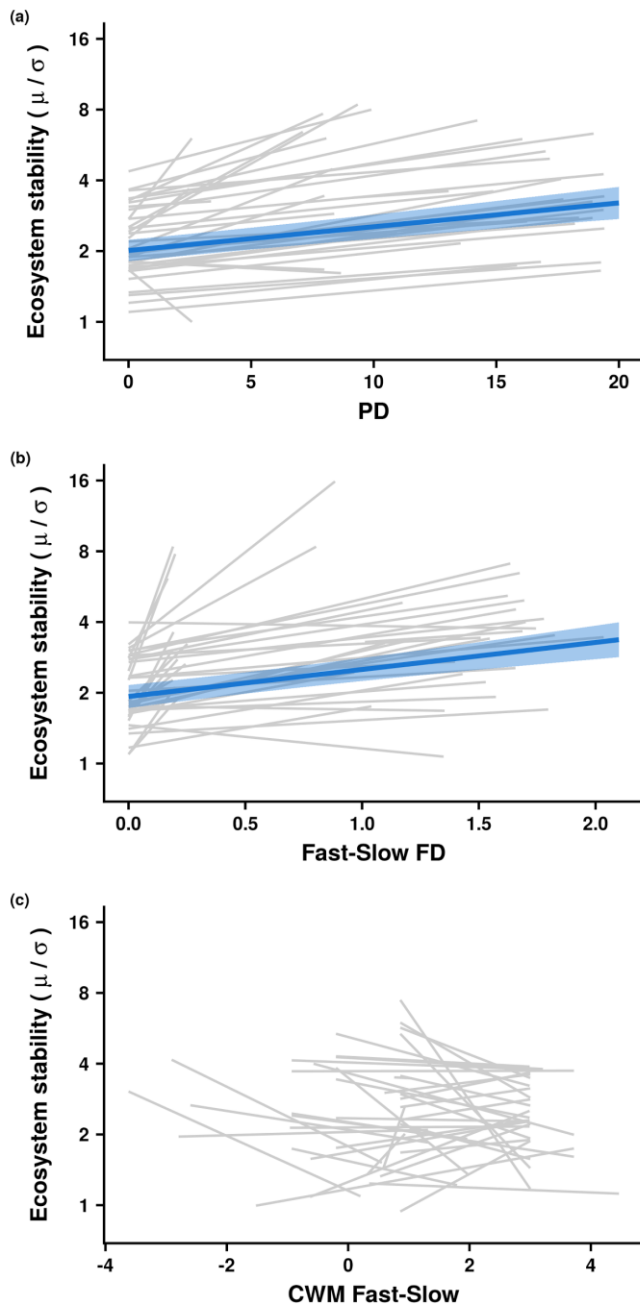 (a)
Ecosystem stability ( μ / σ )
16
8
4
2
1
0 5 10 15 20
PD
(b)
Ecosystem stability ( μ / σ )
16
8
4
2
1
0.0 0.5 1.0 1.5 2.0
Fast-Slow FD
(c)
Ecosystem stability ( μ / σ )
16
8
4
2
1
-4 -2 0 2 4
CWM Fast-Slow